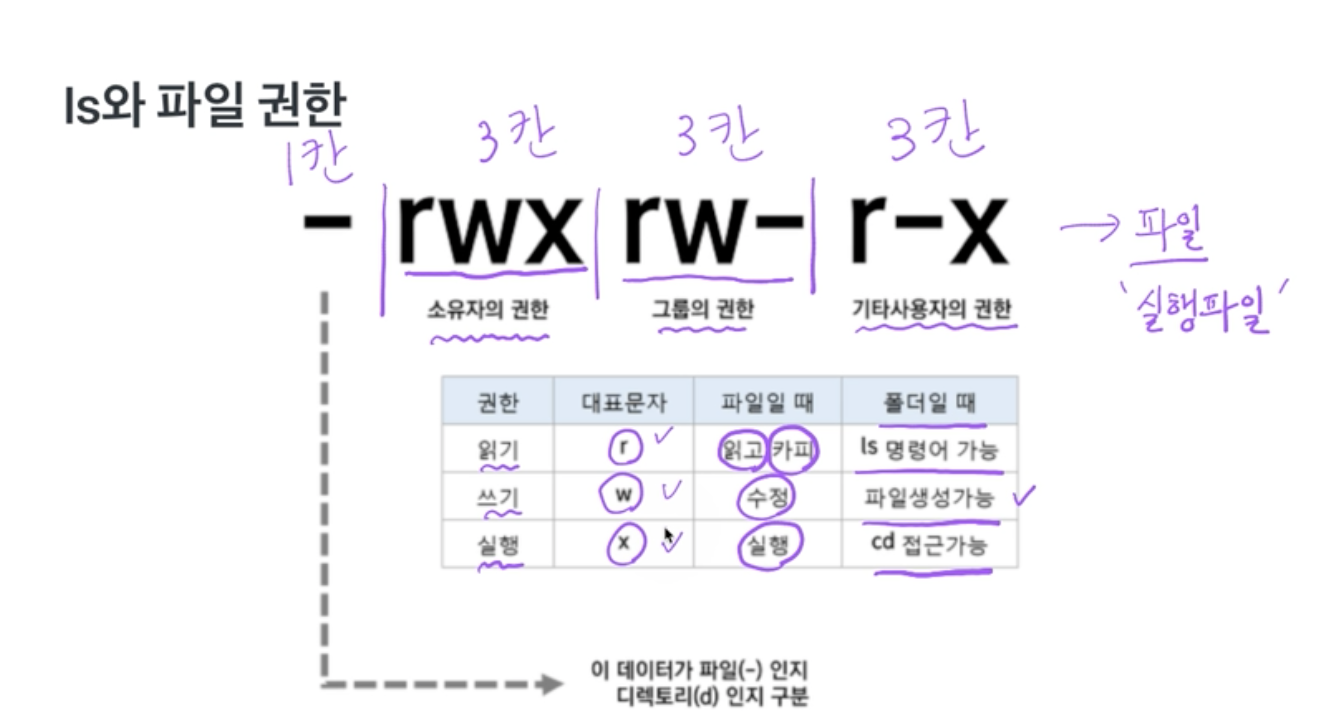 ls와 파일 권한
1칸 3칸 3칸 3칸
- rwx rw- r-x → 파일
소유자의 권한 그룹의 권한 기타사용자의 권한 '실행파일'
권한 대표문자 파일일 때 폴더일 때
읽기 r 읽고 카피 ls 명령어 가능
쓰기 w 수정 파일생성가능
실행 x 실행 cd 접근가능
이 데이터가 파일(-) 인지
디렉토리(d) 인지 구분